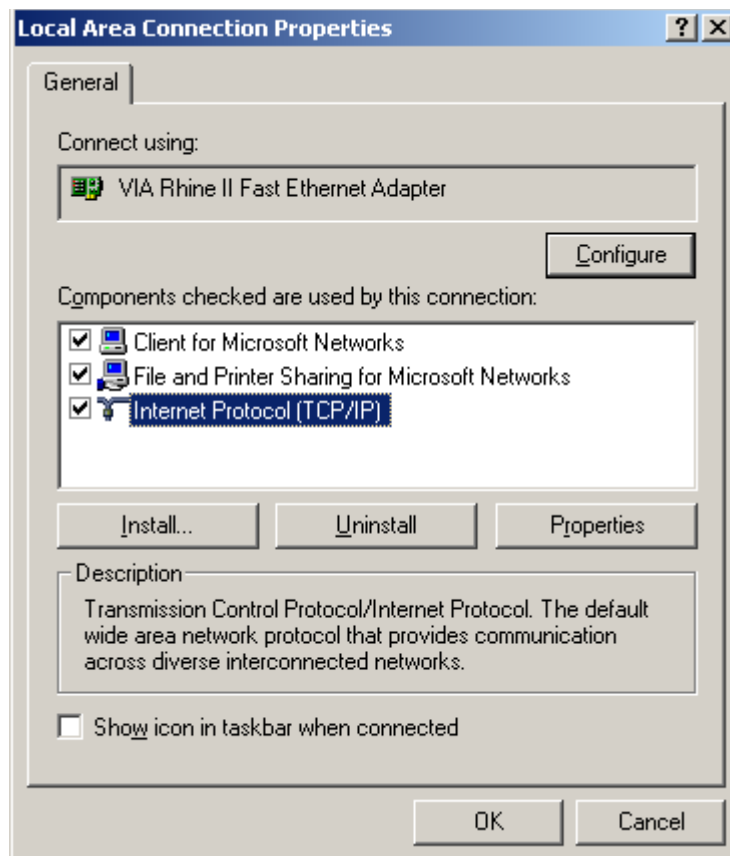 Local Area Connection Properties
General
Connect using:
VIA Rhine II Fast Ethernet Adapter
Configure
Components checked are used by this connection:
Client for Microsoft Networks
File and Printer Sharing for Microsoft Networks
Internet Protocol (TCP/IP)
Install... Uninstall Properties
Description
Transmission Control Protocol/Internet Protocol. The default
wide area network protocol that provides communication
across diverse interconnected networks.
Show icon in taskbar when connected
OK Cancel